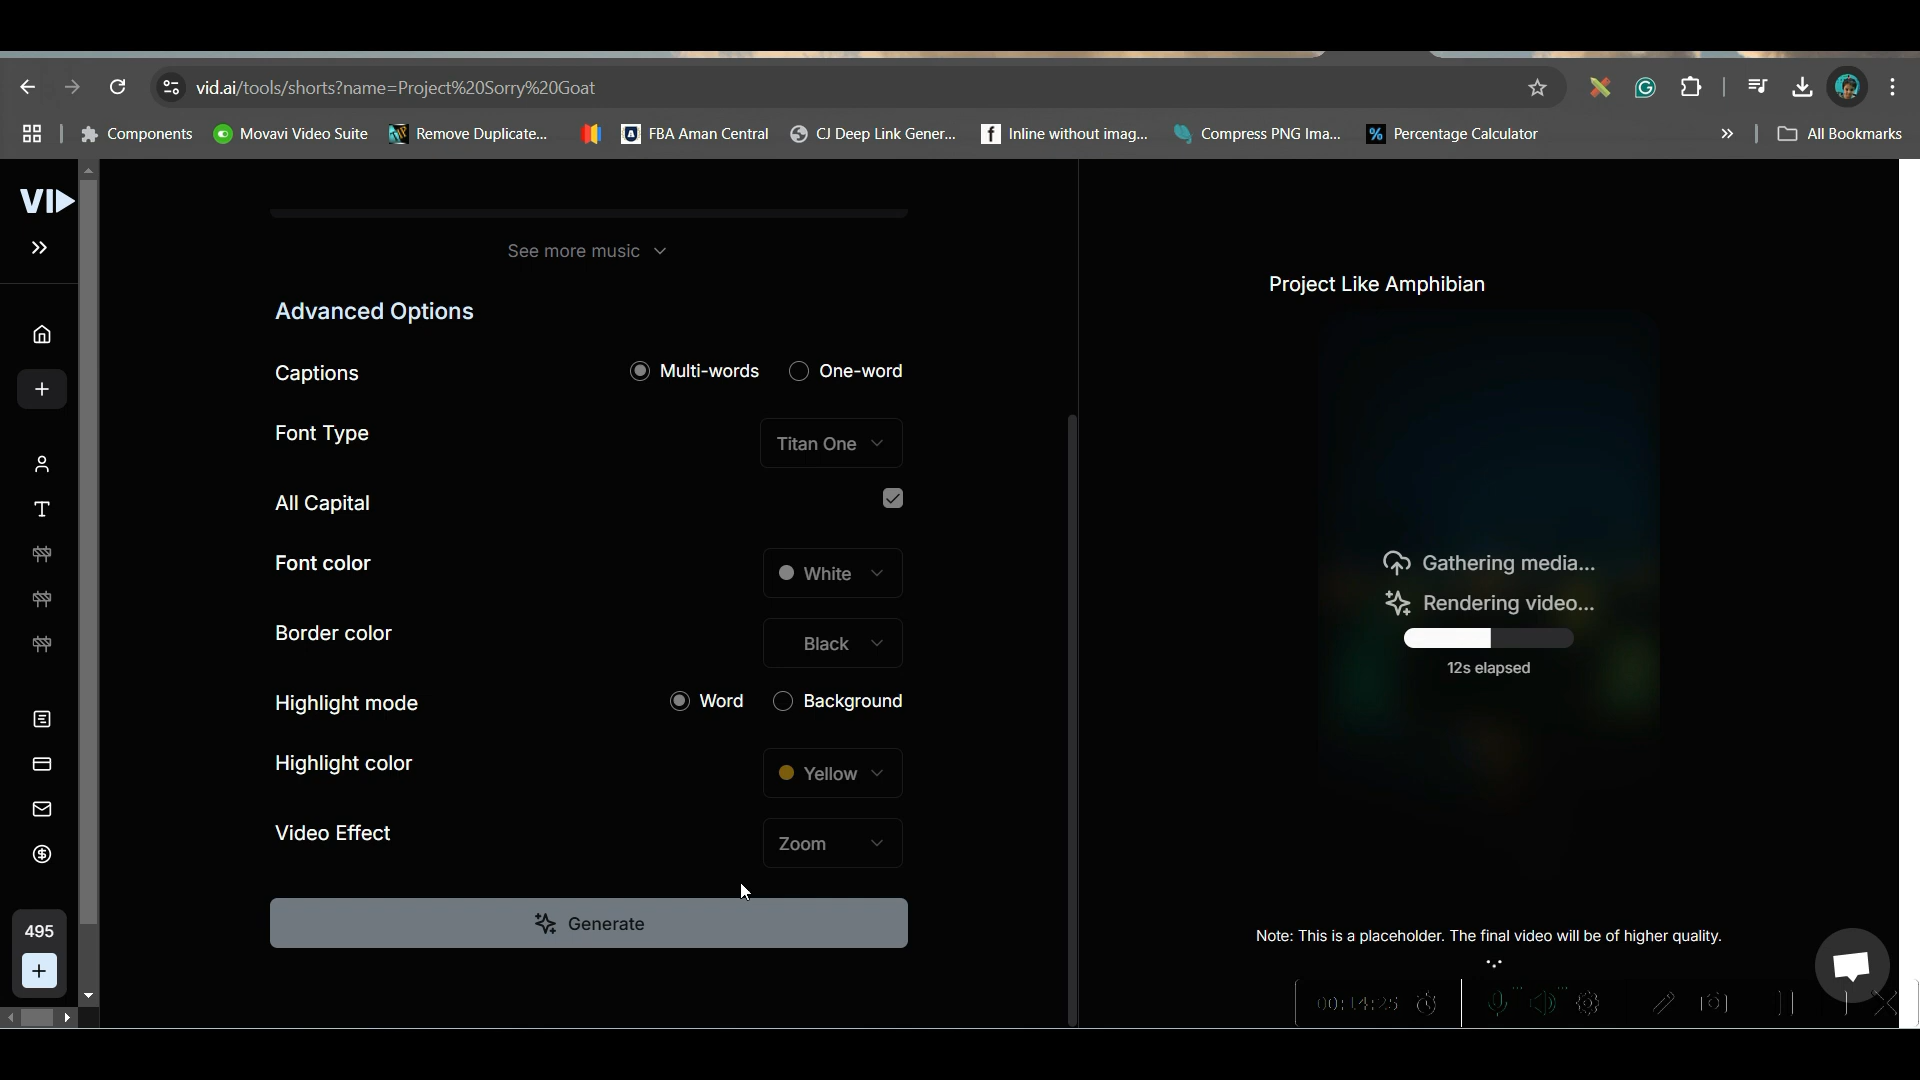 vid.ai/tools/shorts?name=Project%20Sorry%20Goat
Components
Movavi Video Suite
Remove Duplicate...
FBA Aman Central
CJ Deep Link Gener...
Inline without imag...
Compress PNG Ima...
Percentage Calculator
All Bookmarks
VID
See more music
Project Like Amphibian
Advanced Options
Captions
Multi-words
One-word
Font Type
Titan One
All Capital
Font color
White
Border color
Black
Highlight mode
Word
Background
Highlight color
Yellow
Video Effect
Zoom
Generate
Gathering media...
Rendering video...
12s elapsed
Note: This is a placeholder. The final video will be of higher quality.
495
00:14:25